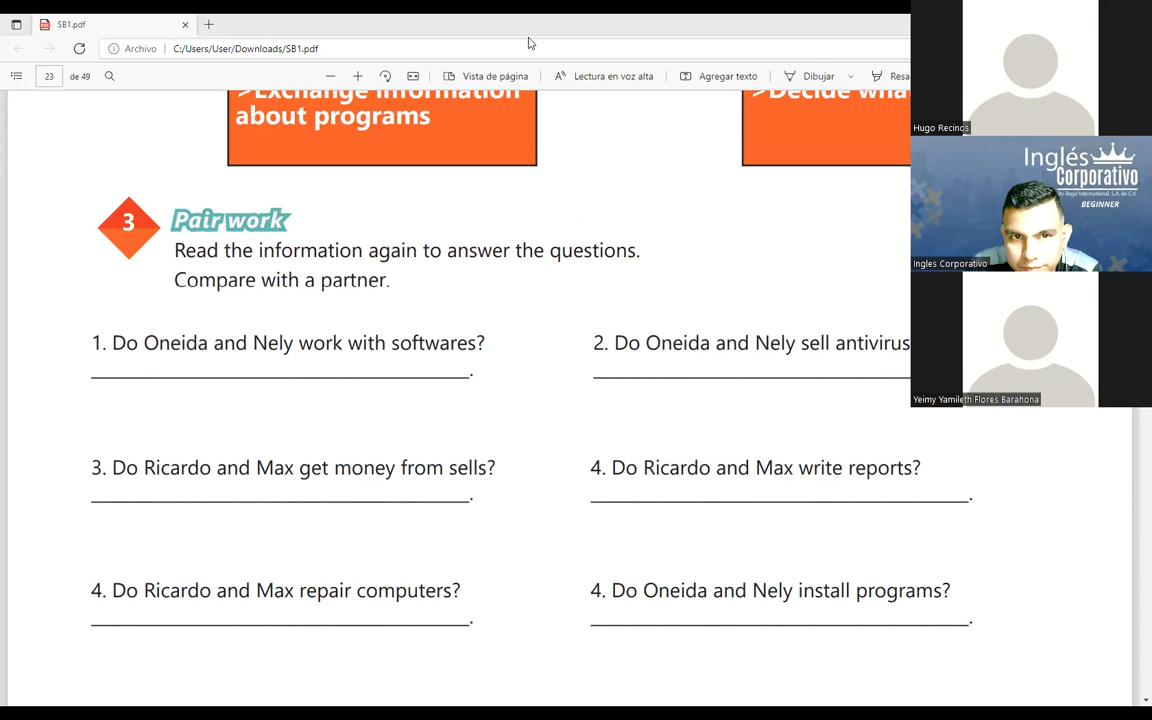 SB1.pdf
Archivo
C:/Users/User/Downloads/SB1.pdf
23
de 49
Vista de página
Lectura en voz alta
Agregar texto
Dibujar
Resa
>Exchange information
about programs
>Decide wha
3
Pair work
Read the information again to answer the questions.
Compare with a partner.
1. Do Oneida and Nely work with softwares?
2. Do Oneida and Nely sell antivirus
3. Do Ricardo and Max get money from sells?
4. Do Ricardo and Max write reports?
4. Do Ricardo and Max repair computers?
4. Do Oneida and Nely install programs?
Hugo Recinos
Inglés
Corporativo
BEGINNER
Ingles Corporativo
Yeimy Yamileth Flores Barahona